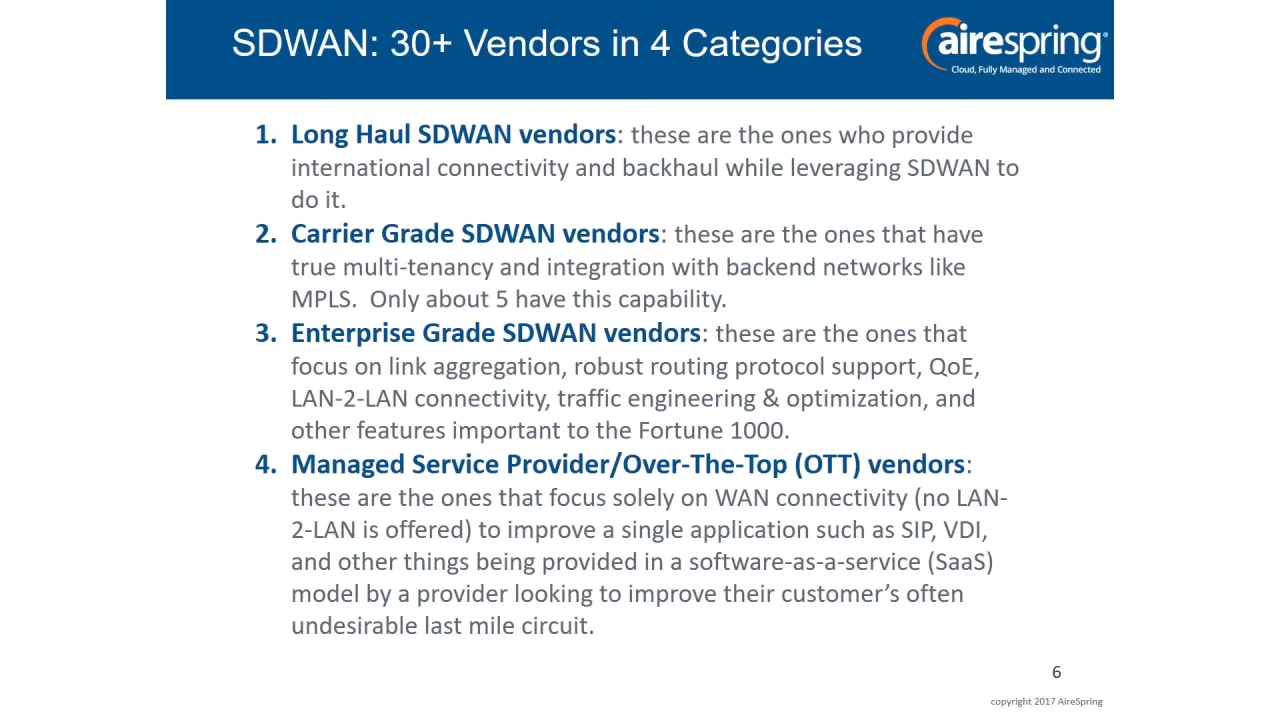 SDWAN: 30+ Vendors in 4 Categories
airespring®
Cloud, Fully Managed and Connected
1. Long Haul SDWAN vendors: these are the ones who provide
international connectivity and backhaul while leveraging SDWAN to
do it.
2. Carrier Grade SDWAN vendors: these are the ones that have
true multi-tenancy and integration with backend networks like
MPLS.  Only about 5 have this capability.
3. Enterprise Grade SDWAN vendors: these are the ones that
focus on link aggregation, robust routing protocol support, QoE,
LAN-2-LAN connectivity, traffic engineering & optimization, and
other features important to the Fortune 1000.
4. Managed Service Provider/Over-The-Top (OTT) vendors:
these are the ones that focus solely on WAN connectivity (no LAN-
2-LAN is offered) to improve a single application such as SIP, VDI,
and other things being provided in a software-as-a-service (SaaS)
model by a provider looking to improve their customer’s often
undesirable last mile circuit.
6
copyright 2017 AireSpring